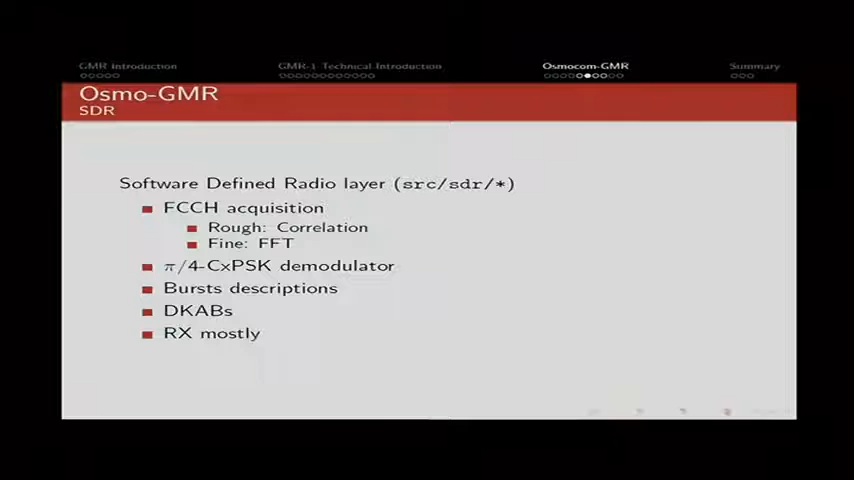 GMR Introduction
GMR-1 Technical Introduction
Osmocom-GMR
Summary
Osmo-GMR
SDR
Software Defined Radio layer (src/sdr/*)
FCCH acquisition
Rough: Correlation
Fine: FFT
π/4-CxPSK demodulator
Bursts descriptions
DKABs
RX mostly